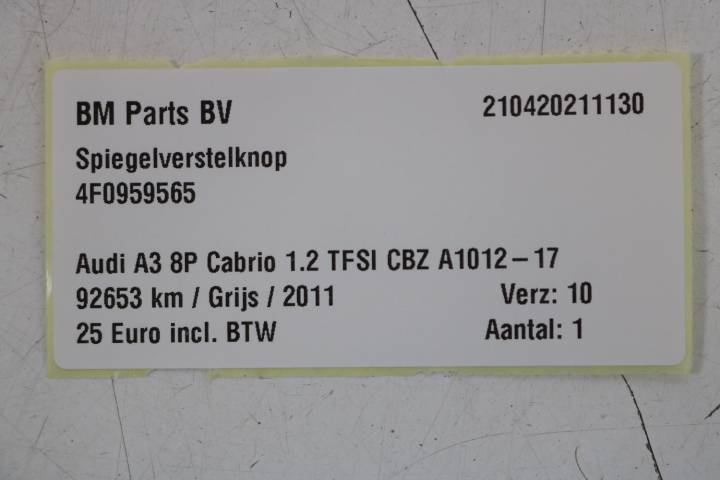 BM Parts BV 210420211130
Spiegelverstelknop
4F0959565
Audi A3 8P Cabrio 1.2 TFSI CBZ A1012-17
92653 km / Grijs / 2011 Verz: 10
25 Euro incl. BTW Aantal: 1